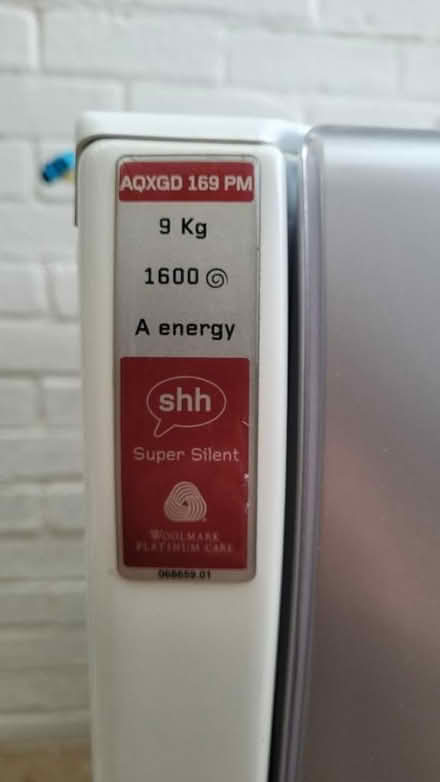 AQXGD 169 PM
9 Kg
1600
A energy
shh
Super Silent
WOOLMARK
PLATINUM CARE
068659.01